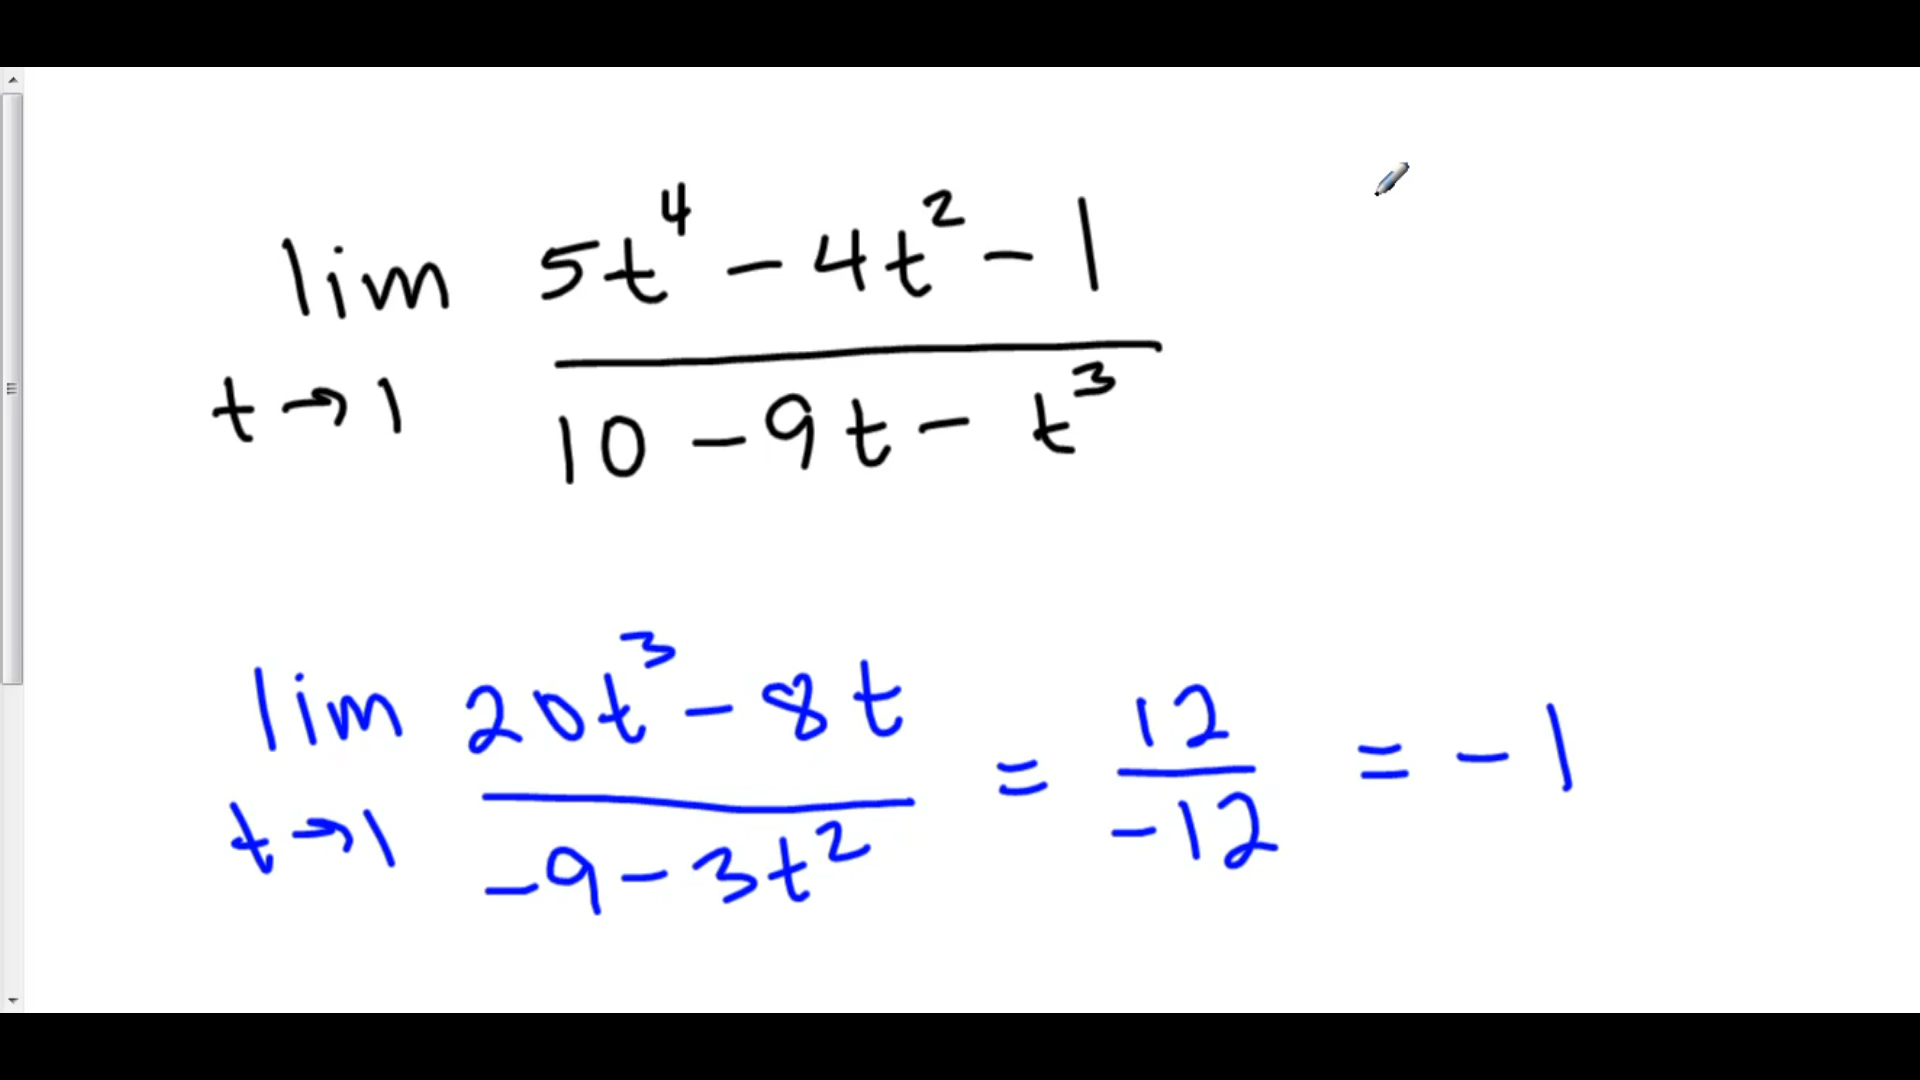 lim 5t⁴ - 4t² - 1
t→1 10 - 9t - t³
lim 20t³ - 8t = 12 = -1
t→1 -9 - 3t² -12